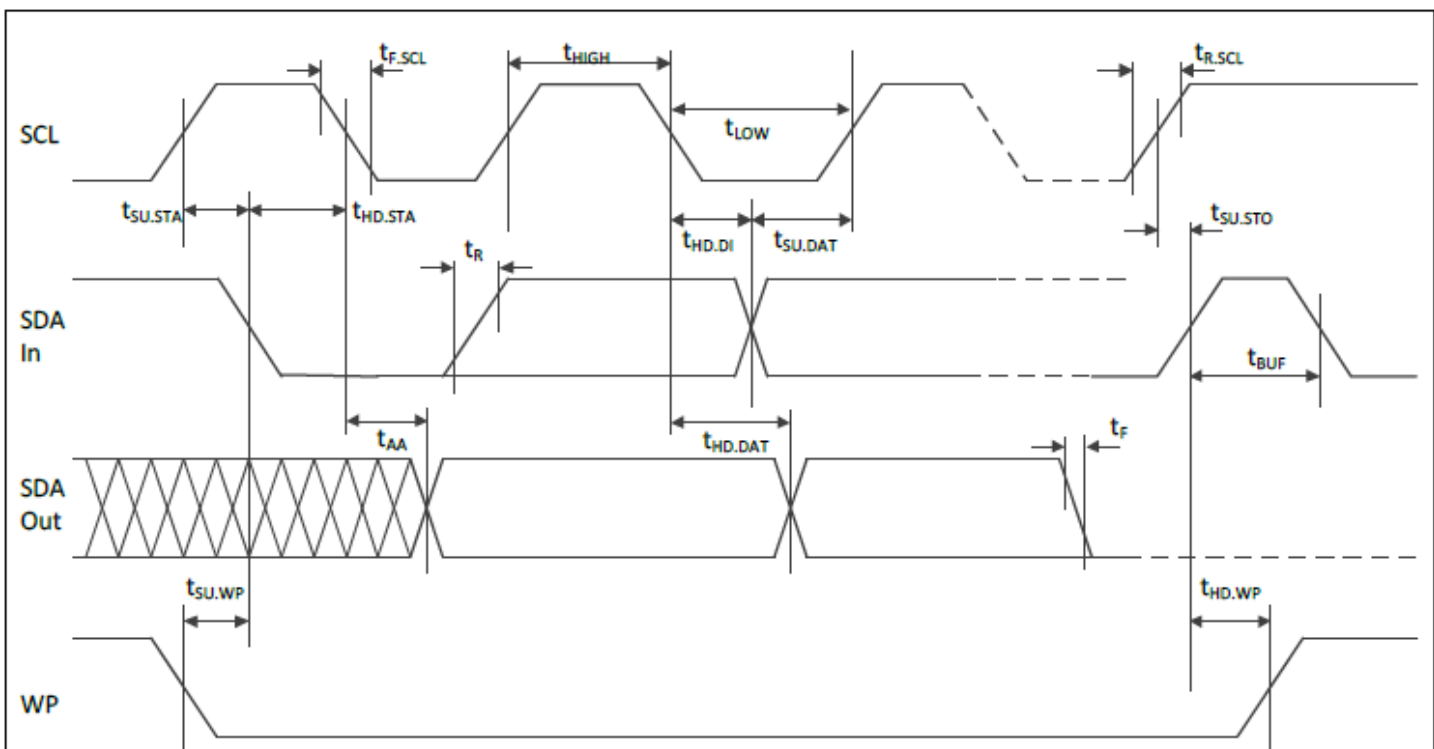 tF.SCL
tHIGH
tR.SCL
SCL
tLOW
tSU.STA
tHD.STA
tSU.STO
tHD.DI
tSU.DAT
tR
SDA
In
tBUF
tAA
tHD.DAT
tF
SDA
Out
tSU.WP
tHD.WP
WP